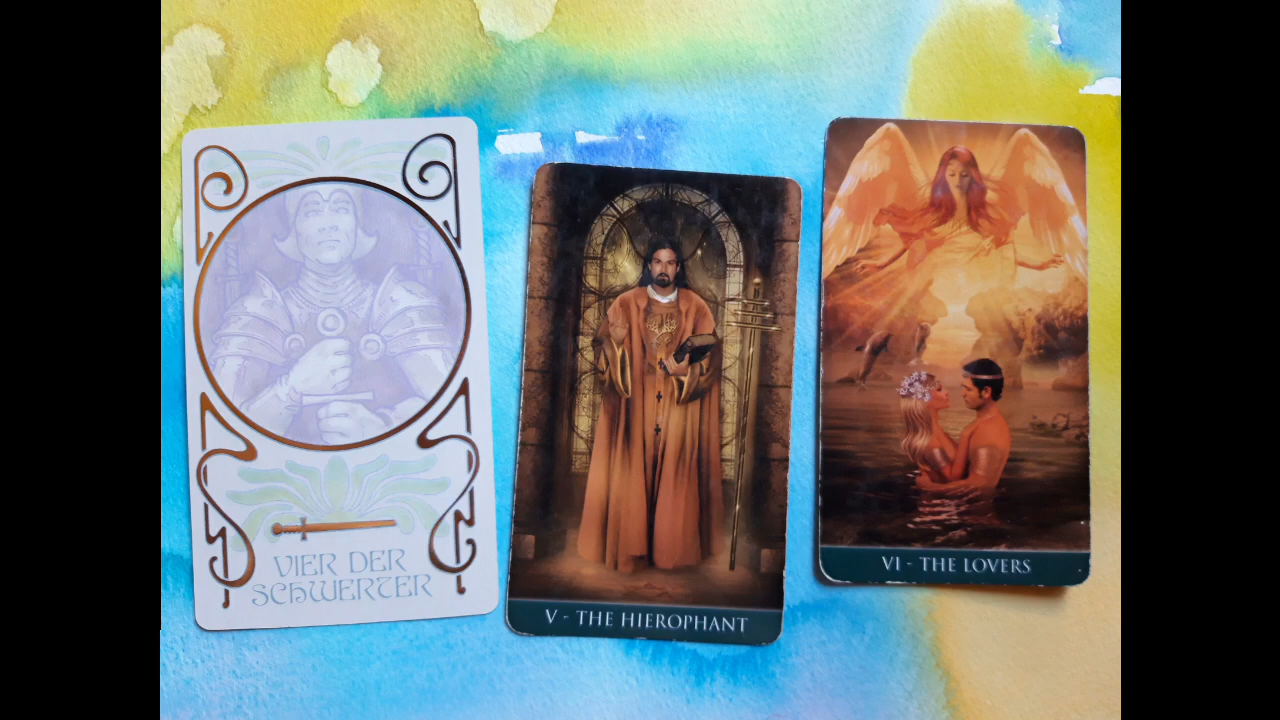 VIER DER
SCHWERTER
V - THE HIEROPHANT
VI - THE LOVERS